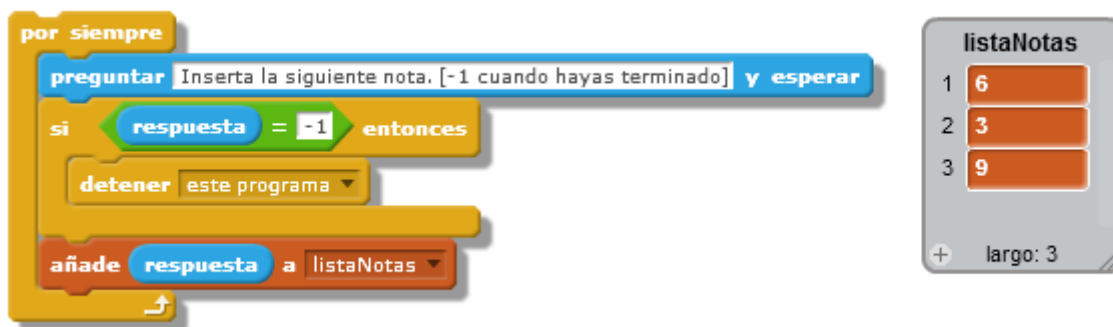 por siempre
preguntar Inserta la siguiente nota. [-1 cuando hayas terminado] y esperar
si respuesta = -1 entonces
detener este programa
añade respuesta a listaNotas
listaNotas
1 6
2 3
3 9
+ largo: 3